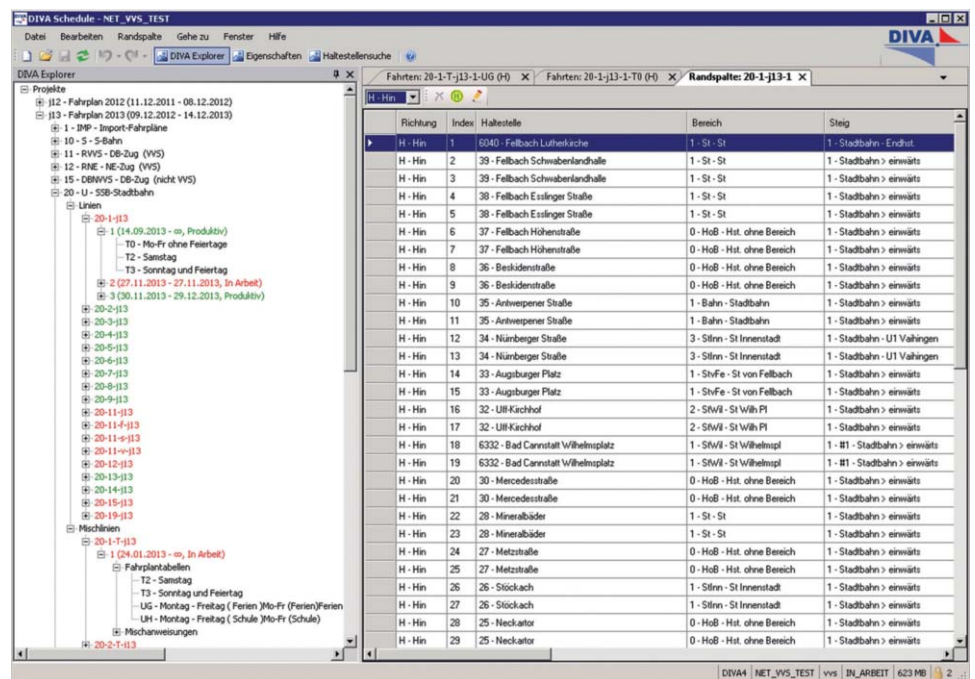 DIVA Schedule - NET_VVS_TEST
Datei Bearbeiten Randspalte Gehe zu Fenster Hilfe
DIVA
DIVA Explorer Eigenschaften Haltestellensuche
DIVA Explorer
Fahrten: 20-1-T-j13-1-UG (H) Fahrten: 20-1-j13-1-T0 (H) Randspalte: 20-1-j13-1
Projekte
j12 - Fahrplan 2012 (11.12.2011 - 08.12.2012)
j13 - Fahrplan 2013 (09.12.2012 - 14.12.2013)
1 - IMP - Import-Fahrpläne
10 - S - S-Bahn
11 - RVVS - DB-Zug (VVS)
12 - RNE - NE-Zug (VVS)
15 - DBNVVS - DB-Zug (nicht VVS)
20 - U - SSB-Stadtbahn
Linien
20-1-j13
1 (14.09.2013 - ∞, Produktiv)
T0 - Mo-Fr ohne Feiertage
T2 - Samstag
T3 - Sonntag und Feiertag
2 (27.11.2013 - 27.11.2013, In Arbeit)
3 (30.11.2013 - 29.12.2013, Produktiv)
20-2-j13
20-3-j13
20-4-j13
20-5-j13
20-6-j13
20-7-j13
20-8-j13
20-9-j13
20-11-j13
20-11-f-j13
20-11-s-j13
20-11-v-j13
20-12-j13
20-13-j13
20-14-j13
20-15-j13
20-19-j13
Mischlinien
20-1-T-j13
1 (24.01.2013 - ∞, In Arbeit)
Fahrplantabellen
T2 - Samstag
T3 - Sonntag und Feiertag
UG - Montag - Freitag ( Ferien )Mo-Fr (Ferien)Ferien
UH - Montag - Freitag ( Schule )Mo-Fr (Schule)
Mischanweisungen
20-2-T-j13
H - Hin
Richtung Index Haltestelle Bereich Steig
H - Hin 1 6040 - Fellbach Lutherkirche 1 - St - St 1 - Stadtbahn - Endhst.
H - Hin 2 39 - Fellbach Schwabenlandhalle 1 - St - St 1 - Stadtbahn > einwärts
H - Hin 3 39 - Fellbach Schwabenlandhalle 1 - St - St 1 - Stadtbahn > einwärts
H - Hin 4 38 - Fellbach Esslinger Straße 1 - St - St 1 - Stadtbahn > einwärts
H - Hin 5 38 - Fellbach Esslinger Straße 1 - St - St 1 - Stadtbahn > einwärts
H - Hin 6 37 - Fellbach Höhenstraße 0 - HoB - Hst. ohne Bereich 1 - Stadtbahn > einwärts
H - Hin 7 37 - Fellbach Höhenstraße 0 - HoB - Hst. ohne Bereich 1 - Stadtbahn > einwärts
H - Hin 8 36 - Beskidenstraße 0 - HoB - Hst. ohne Bereich 1 - Stadtbahn > einwärts
H - Hin 9 36 - Beskidenstraße 0 - HoB - Hst. ohne Bereich 1 - Stadtbahn > einwärts
H - Hin 10 35 - Antwerpener Straße 1 - Bahn - Stadtbahn 1 - Stadtbahn > einwärts
H - Hin 11 35 - Antwerpener Straße 1 - Bahn - Stadtbahn 1 - Stadtbahn > einwärts
H - Hin 12 34 - Nürnberger Straße 3 - StInn - St Innenstadt 1 - Stadtbahn - U1 Vaihingen
H - Hin 13 34 - Nürnberger Straße 3 - StInn - St Innenstadt 1 - Stadtbahn - U1 Vaihingen
H - Hin 14 33 - Augsburger Platz 1 - StvFe - St von Fellbach 1 - Stadtbahn > einwärts
H - Hin 15 33 - Augsburger Platz 1 - StvFe - St von Fellbach 1 - Stadtbahn > einwärts
H - Hin 16 32 - Uff-Kirchhof 2 - StWil - St Wilh Pl 1 - Stadtbahn > einwärts
H - Hin 17 32 - Uff-Kirchhof 2 - StWil - St Wilh Pl 1 - Stadtbahn > einwärts
H - Hin 18 6332 - Bad Cannstatt Wilhelmsplatz 1 - StWil - St Wilhelmspl 1 - #1 - Stadtbahn > einwärts
H - Hin 19 6332 - Bad Cannstatt Wilhelmsplatz 1 - StWil - St Wilhelmspl 1 - #1 - Stadtbahn > einwärts
H - Hin 20 30 - Mercedesstraße 0 - HoB - Hst. ohne Bereich 1 - Stadtbahn > einwärts
H - Hin 21 30 - Mercedesstraße 0 - HoB - Hst. ohne Bereich 1 - Stadtbahn > einwärts
H - Hin 22 28 - Mineralbäder 1 - St - St 1 - Stadtbahn > einwärts
H - Hin 23 28 - Mineralbäder 1 - St - St 1 - Stadtbahn > einwärts
H - Hin 24 27 - Metzstraße 0 - HoB - Hst. ohne Bereich 1 - Stadtbahn > einwärts
H - Hin 25 27 - Metzstraße 0 - HoB - Hst. ohne Bereich 1 - Stadtbahn > einwärts
H - Hin 26 26 - Stöckach 1 - StInn - St Innenstadt 1 - Stadtbahn > einwärts
H - Hin 27 26 - Stöckach 1 - StInn - St Innenstadt 1 - Stadtbahn > einwärts
H - Hin 28 25 - Neckartor 0 - HoB - Hst. ohne Bereich 1 - Stadtbahn > einwärts
H - Hin 29 25 - Neckartor 0 - HoB - Hst. ohne Bereich 1 - Stadtbahn > einwärts
DIVA4 NET_VVS_TEST vvs IN_ARBEIT 623 MB 2